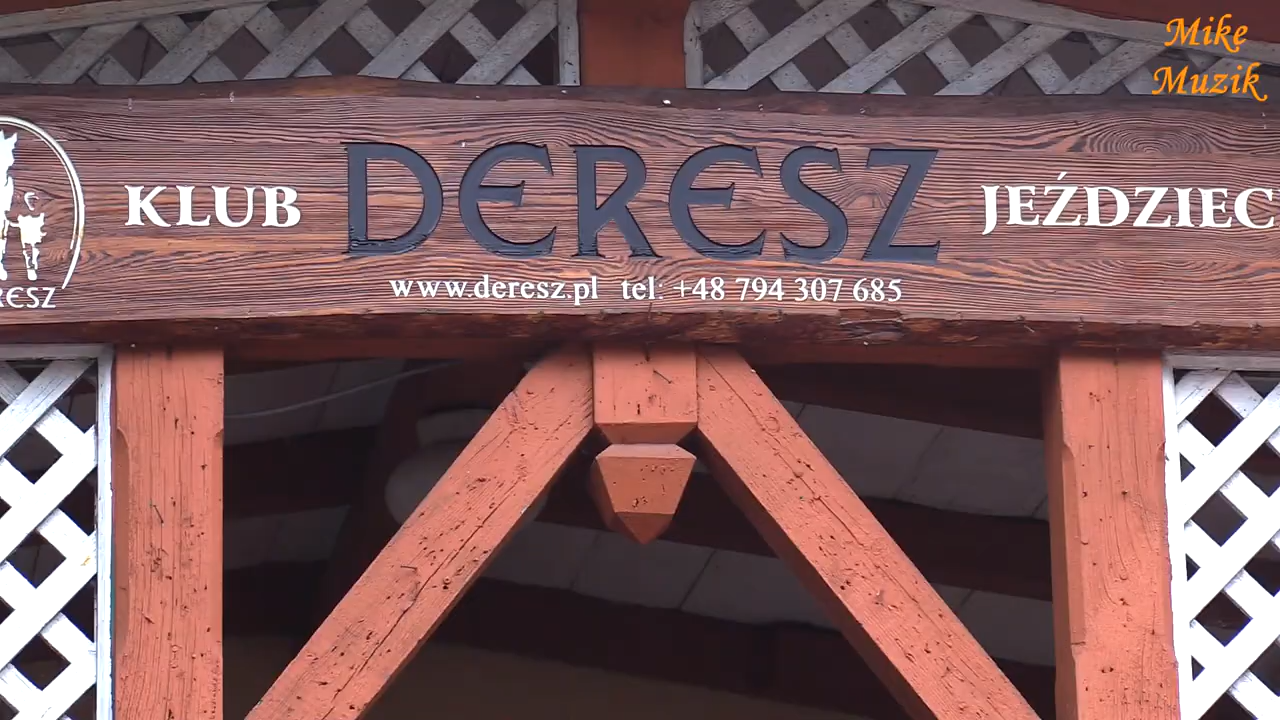 Mike
Muzik
KLUB DERESZ JEŹDZIEC
www.deresz.pl tel: +48 794 307 685
RESZ